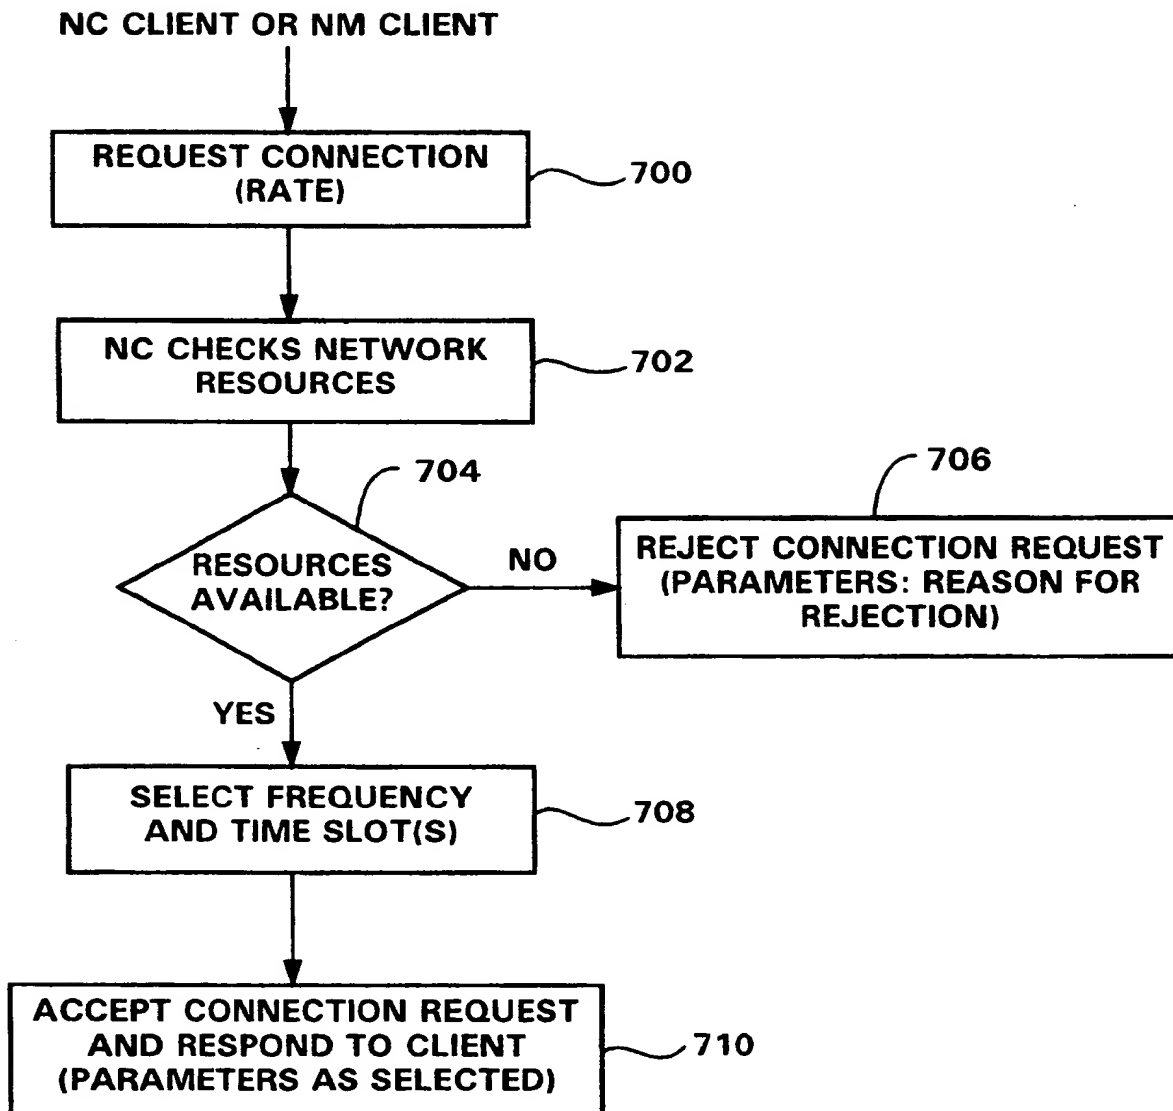 NC CLIENT OR NM CLIENT
REQUEST CONNECTION
(RATE)
700
NC CHECKS NETWORK
RESOURCES
702
704
RESOURCES
AVAILABLE?
NO
706
REJECT CONNECTION REQUEST
(PARAMETERS: REASON FOR
REJECTION)
YES
SELECT FREQUENCY
AND TIME SLOT(S)
708
ACCEPT CONNECTION REQUEST
AND RESPOND TO CLIENT
(PARAMETERS AS SELECTED)
710